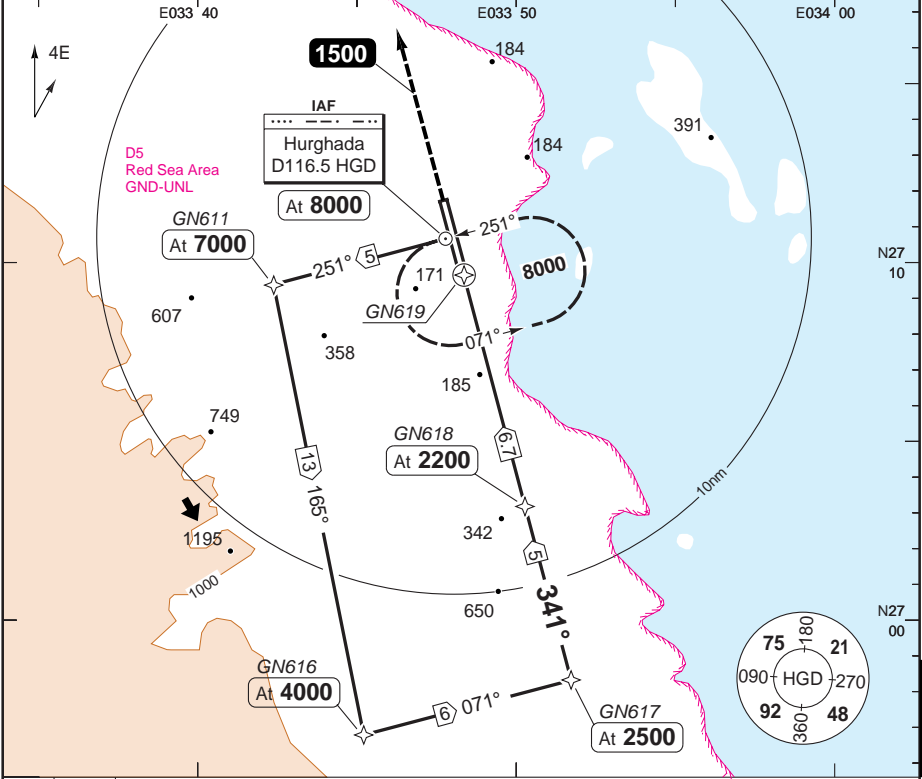 E033 40
E033 50
E034 00
4E
1500
184
391
IAF
Hurghada
D116.5 HGD
At 8000
184
D5
Red Sea Area
GND-UNL
GN611
At 7000
251°
251°
5
8000
N27
10
171
GN619
607
071°
358
185
749
GN618
At 2200
6.7
13
165°
10nm
342
1195
5
1000
650
341°
N27
00
180
75
21
090
HGD
270
92
48
360
GN616
At 4000
6
071°
GN617
At 2500